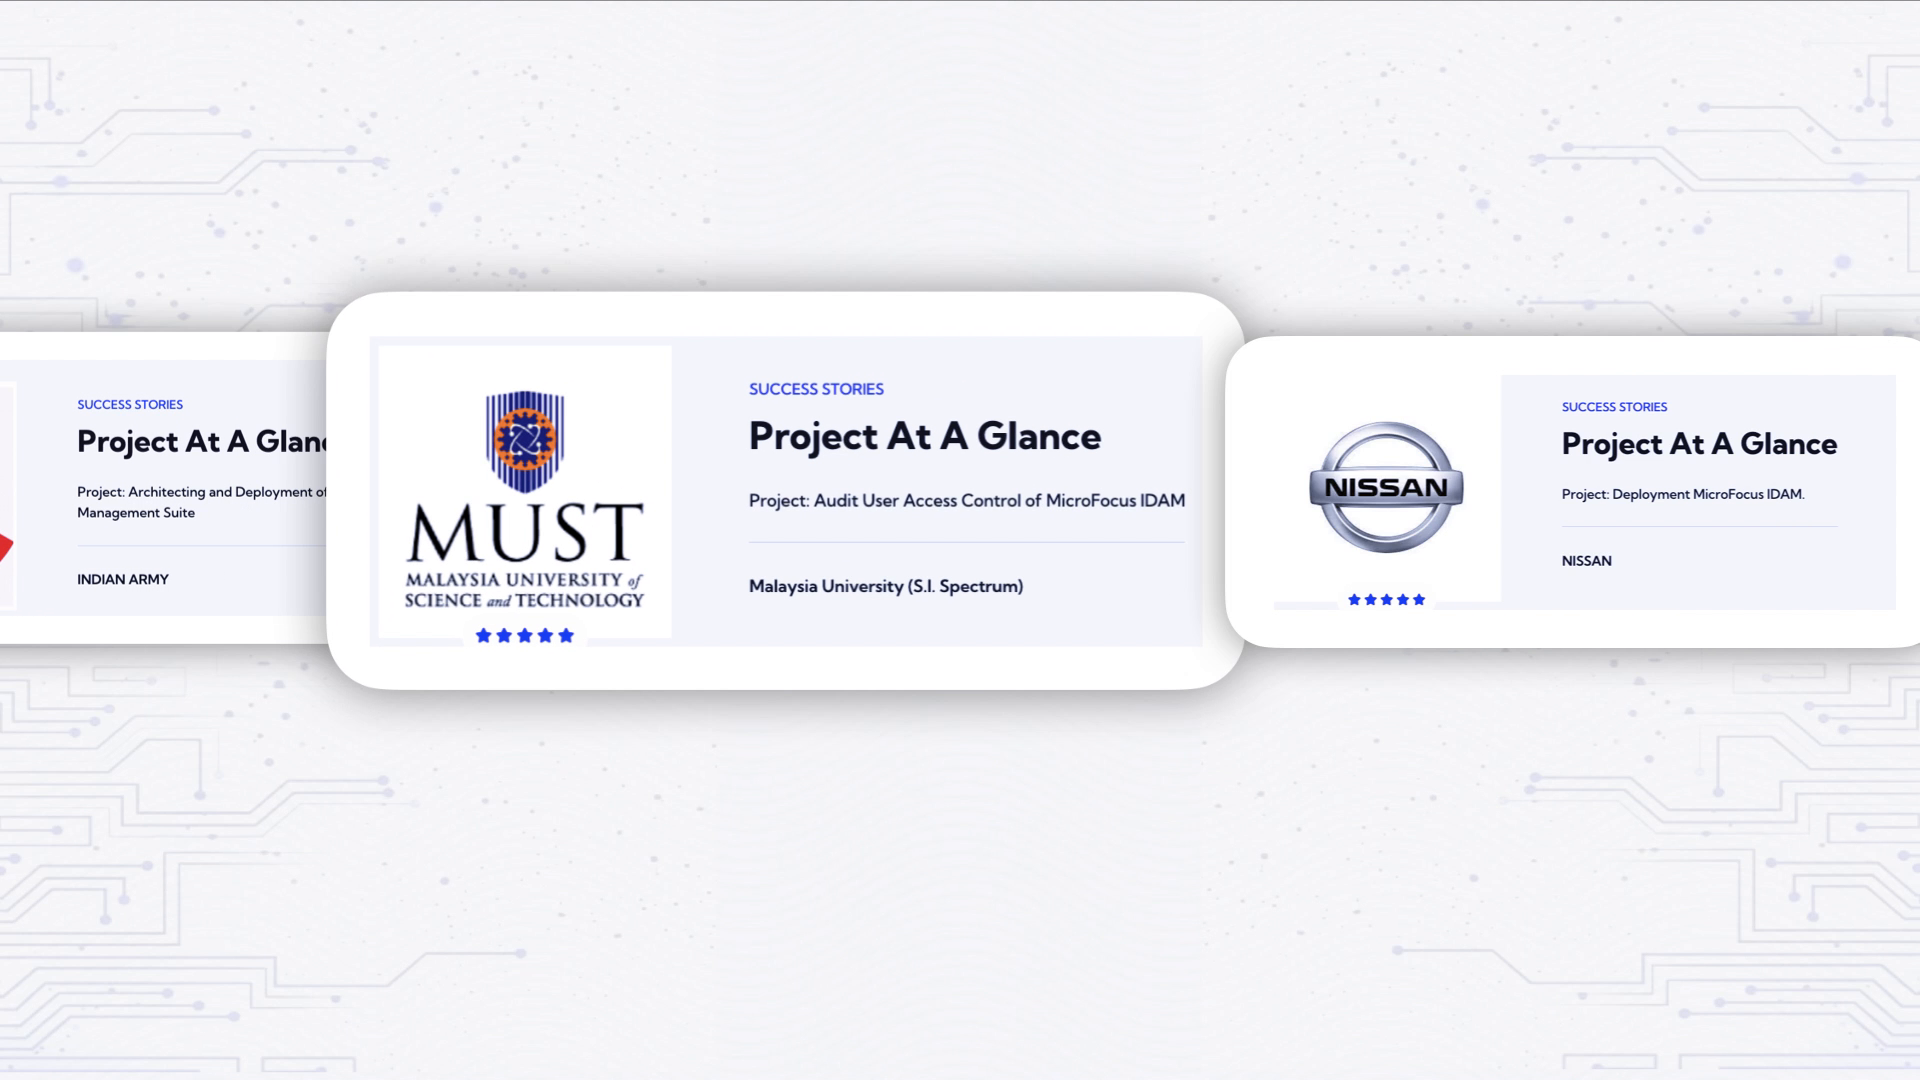 SUCCESS STORIES
Project At A
Project: Architecting and Deployment of
Management Suite
INDIAN ARMY
MUST
MALAYSIA UNIVERSITY of
SCIENCE and TECHNOLOGY
SUCCESS STORIES
Project At A Glance
Project: Audit User Access Control of MicroFocus IDAM
Malaysia University (S.I. Spectrum)
NISSAN
SUCCESS STORIES
Project At A Glance
Project: Deployment MicroFocus IDAM.
NISSAN